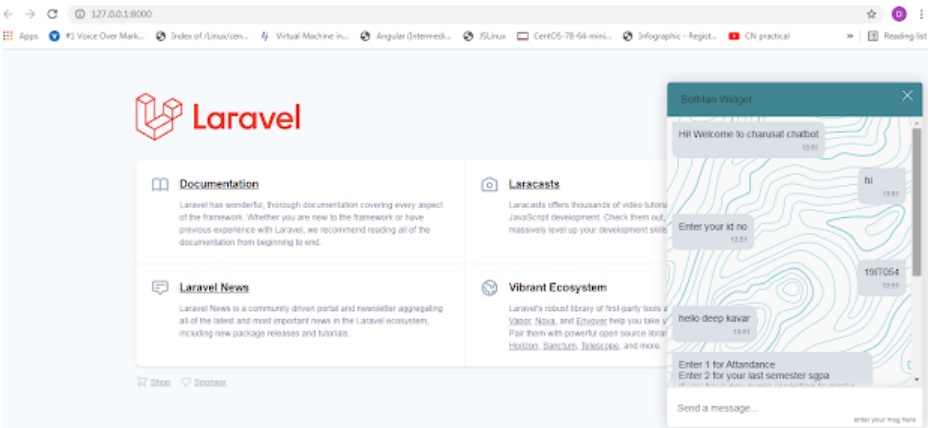 127.0.0.1:8000
Apps #1 Voice Over Mark... Index of /Linux/cen... Virtual Machine in... Angular (Intermedi... JSLinux CentOS-78-64-mini... Infographic - Regist... CN practical » Reading list
D
Laravel
Documentation
Laravel has wonderful, thorough documentation covering every aspect
of the framework. Whether you are new to the framework or have
previous experience with Laravel, we recommend reading all of the
documentation from beginning to end.
Laracasts
Laracasts offers thousands of video tutoria
JavaScript development. Check them out,
massively level up your development skills
Laravel News
Laravel News is a community driven portal and newsletter aggregating
all of the latest and most important news in the Laravel ecosystem,
including new package releases and tutorials.
Vibrant Ecosystem
Laravel's robust library of first-party tools a
Vapor, Nova, and Envoyer help you take y
Pair them with powerful open source librar
Horizon, Sanctum, Telescope, and more.
Shop Sponsor
BotMan Widget
Hi! Welcome to charusat chatbot
13:51
hi
13:51
Enter your id no
13:51
19IT054
13:51
hello deep kavar
13:51
Enter 1 for Attandance
Enter 2 for your last semester sgpa
Send a message...
enter your msg here